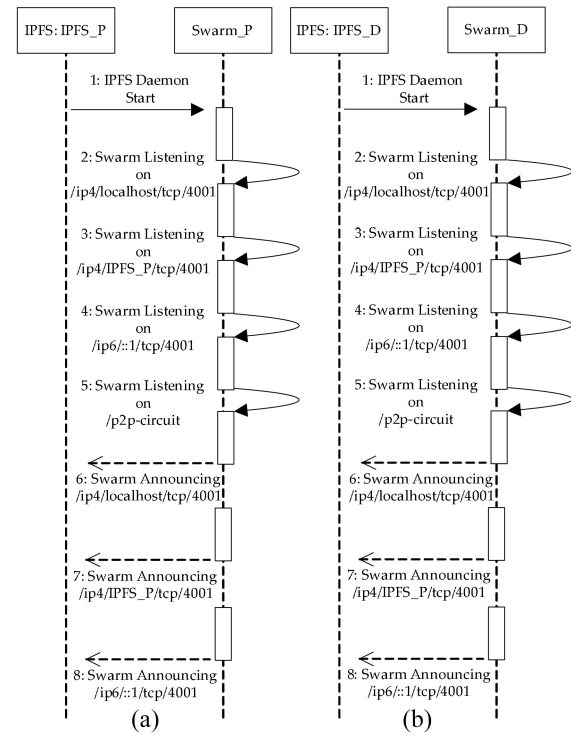 IPFS: IPFS_P
Swarm_P
1: IPFS Daemon
Start
2: Swarm Listening
on
/ip4/localhost/tcp/4001
3: Swarm Listening
on
/ip4/IPFS_P/tcp/4001
4: Swarm Listening
on
/ip6/::1/tcp/4001
5: Swarm Listening
on
/p2p-circuit
6: Swarm Announcing
/ip4/localhost/tcp/4001
7: Swarm Announcing
/ip4/IPFS_P/tcp/4001
8: Swarm Announcing
/ip6/::1/tcp/4001
(a)
IPFS: IPFS_D
Swarm_D
1: IPFS Daemon
Start
2: Swarm Listening
on
/ip4/localhost/tcp/4001
3: Swarm Listening
on
/ip4/IPFS_P/tcp/4001
4: Swarm Listening
on
/ip6/::1/tcp/4001
5: Swarm Listening
on
/p2p-circuit
6: Swarm Announcing
/ip4/localhost/tcp/4001
7: Swarm Announcing
/ip4/IPFS_P/tcp/4001
8: Swarm Announcing
/ip6/::1/tcp/4001
(b)